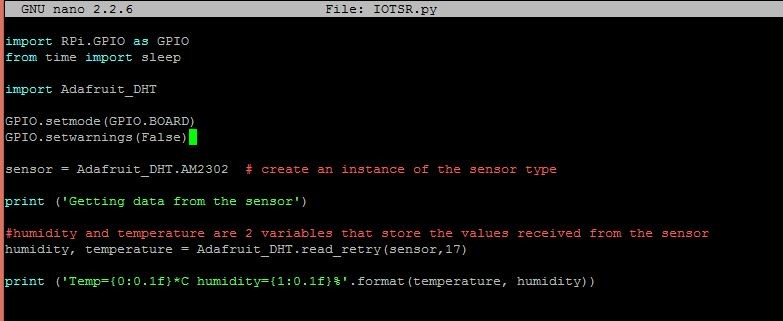 GNU nano 2.2.6 File: IOTSR.py
import RPi.GPIO as GPIO
from time import sleep
import Adafruit_DHT
GPIO.setmode(GPIO.BOARD)
GPIO.setwarnings(False)
sensor = Adafruit_DHT.AM2302  # create an instance of the sensor type
print ('Getting data from the sensor')
#humidity and temperature are 2 variables that store the values received from the sensor
humidity, temperature = Adafruit_DHT.read_retry(sensor,17)
print ('Temp={0:0.1f}*C humidity={1:0.1f}%'.format(temperature, humidity))